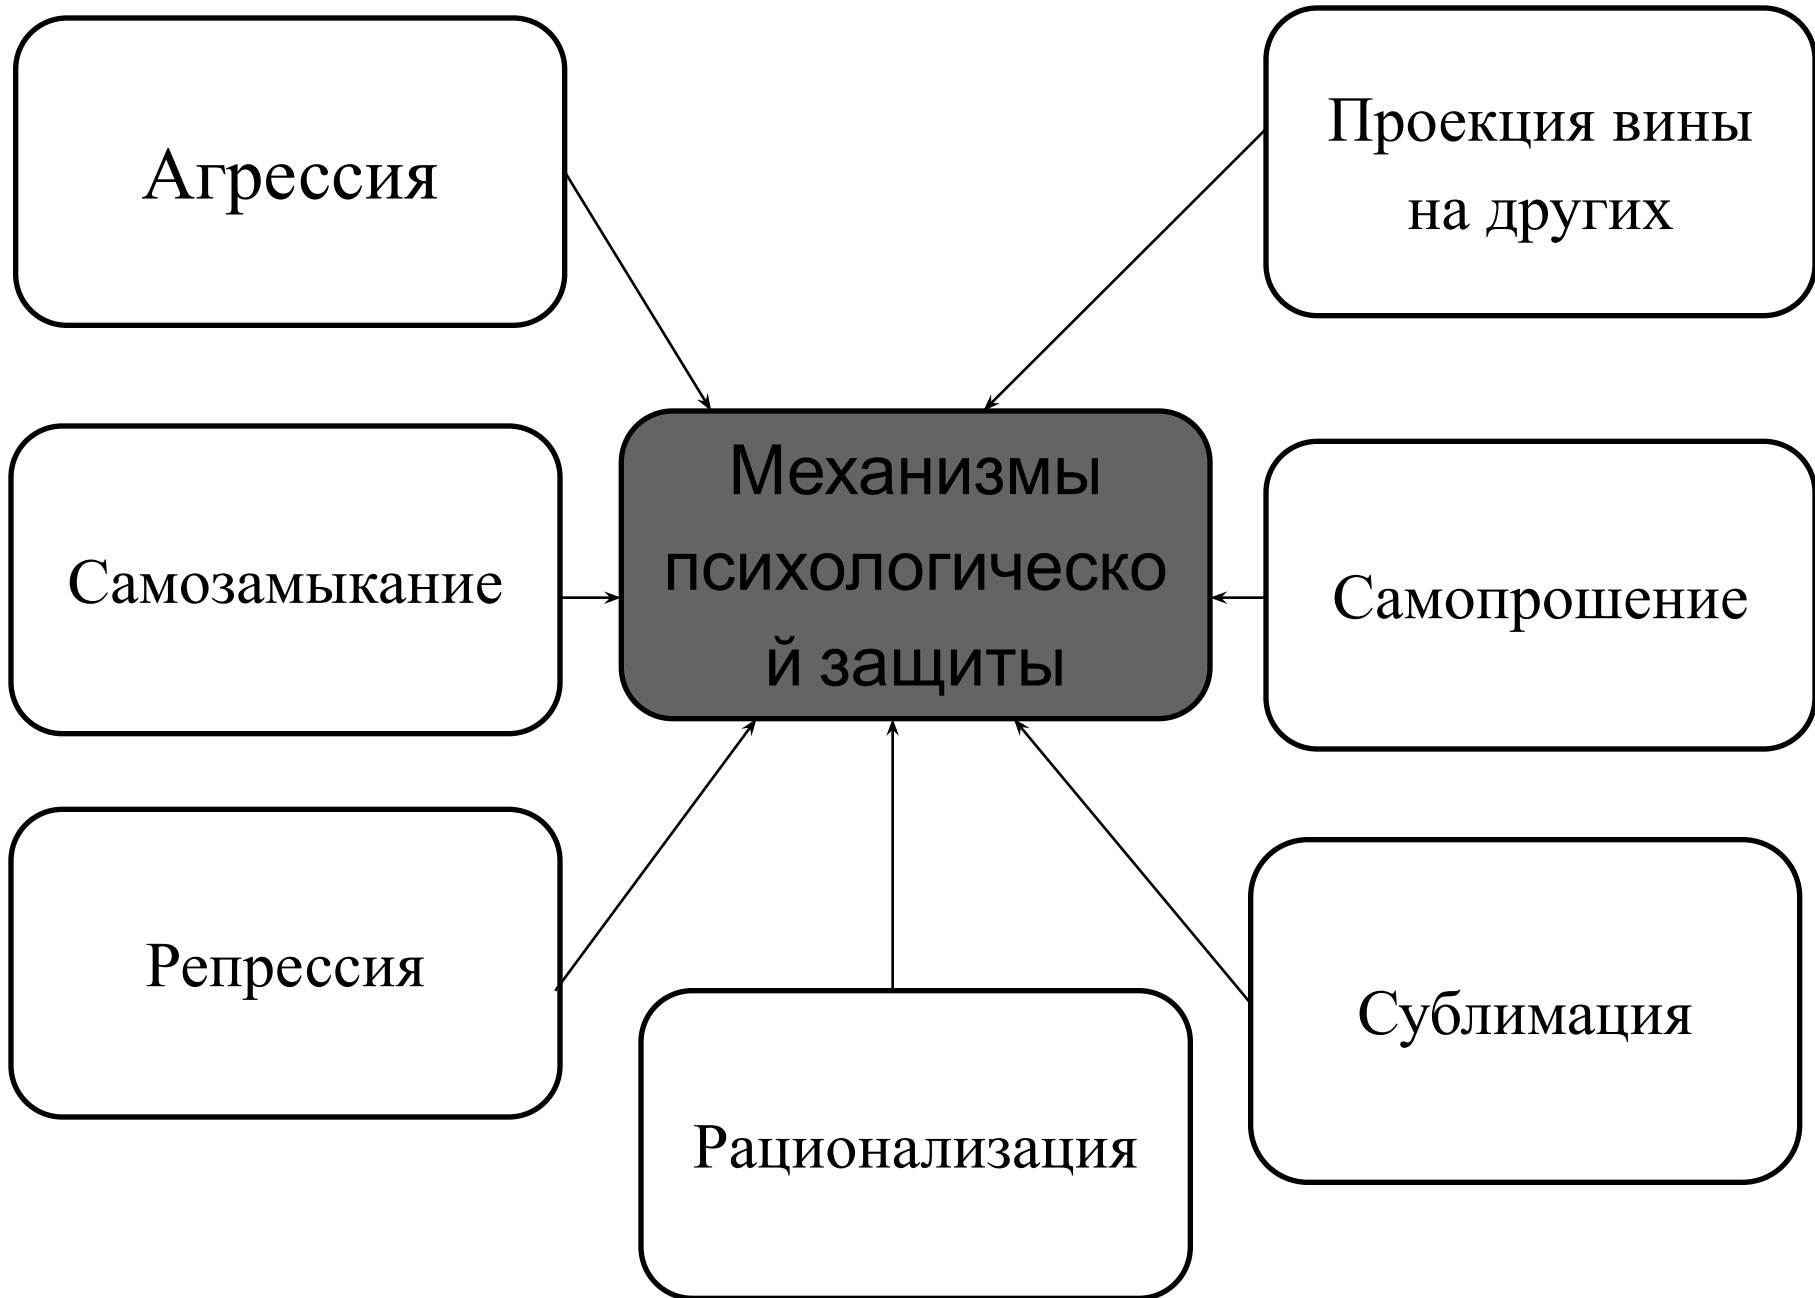 Агрессия
Проекция вины
на других
Механизмы
психологическо
й защиты
Самозамыкание
Самопрошение
Репрессия
Сублимация
Рационализация